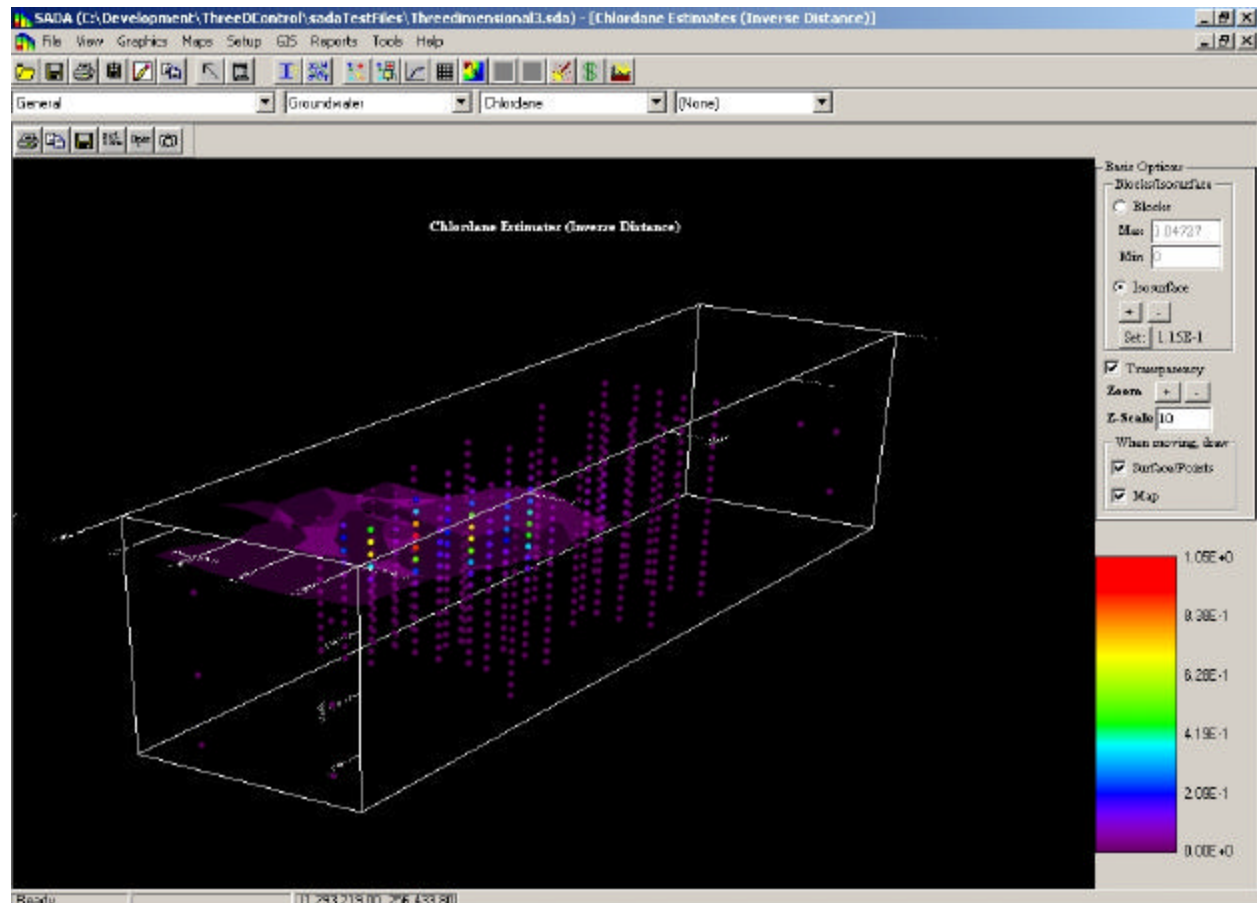 SADA (C:\Development\ThreeDControl\sadaTestFiles\Threedimensional3.sda) - [Chlordane Estimates (Inverse Distance)]
File View Graphics Maps Setup GIS Reports Tools Help
General Groundwater Chlordane (None)
Chlordane Estimates (Inverse Distance)
Basic Options
Blocks/Isosurface
Blocks
Max 1.04727
Min 0
Isosurface
+ -
Set: 1.15E-1
Transparency
Zoom + -
Z-Scale 10
When moving, draw
Surface/Points
Map
1.05E+0
8.38E-1
6.28E-1
4.19E-1
2.09E-1
0.00E+0
Ready